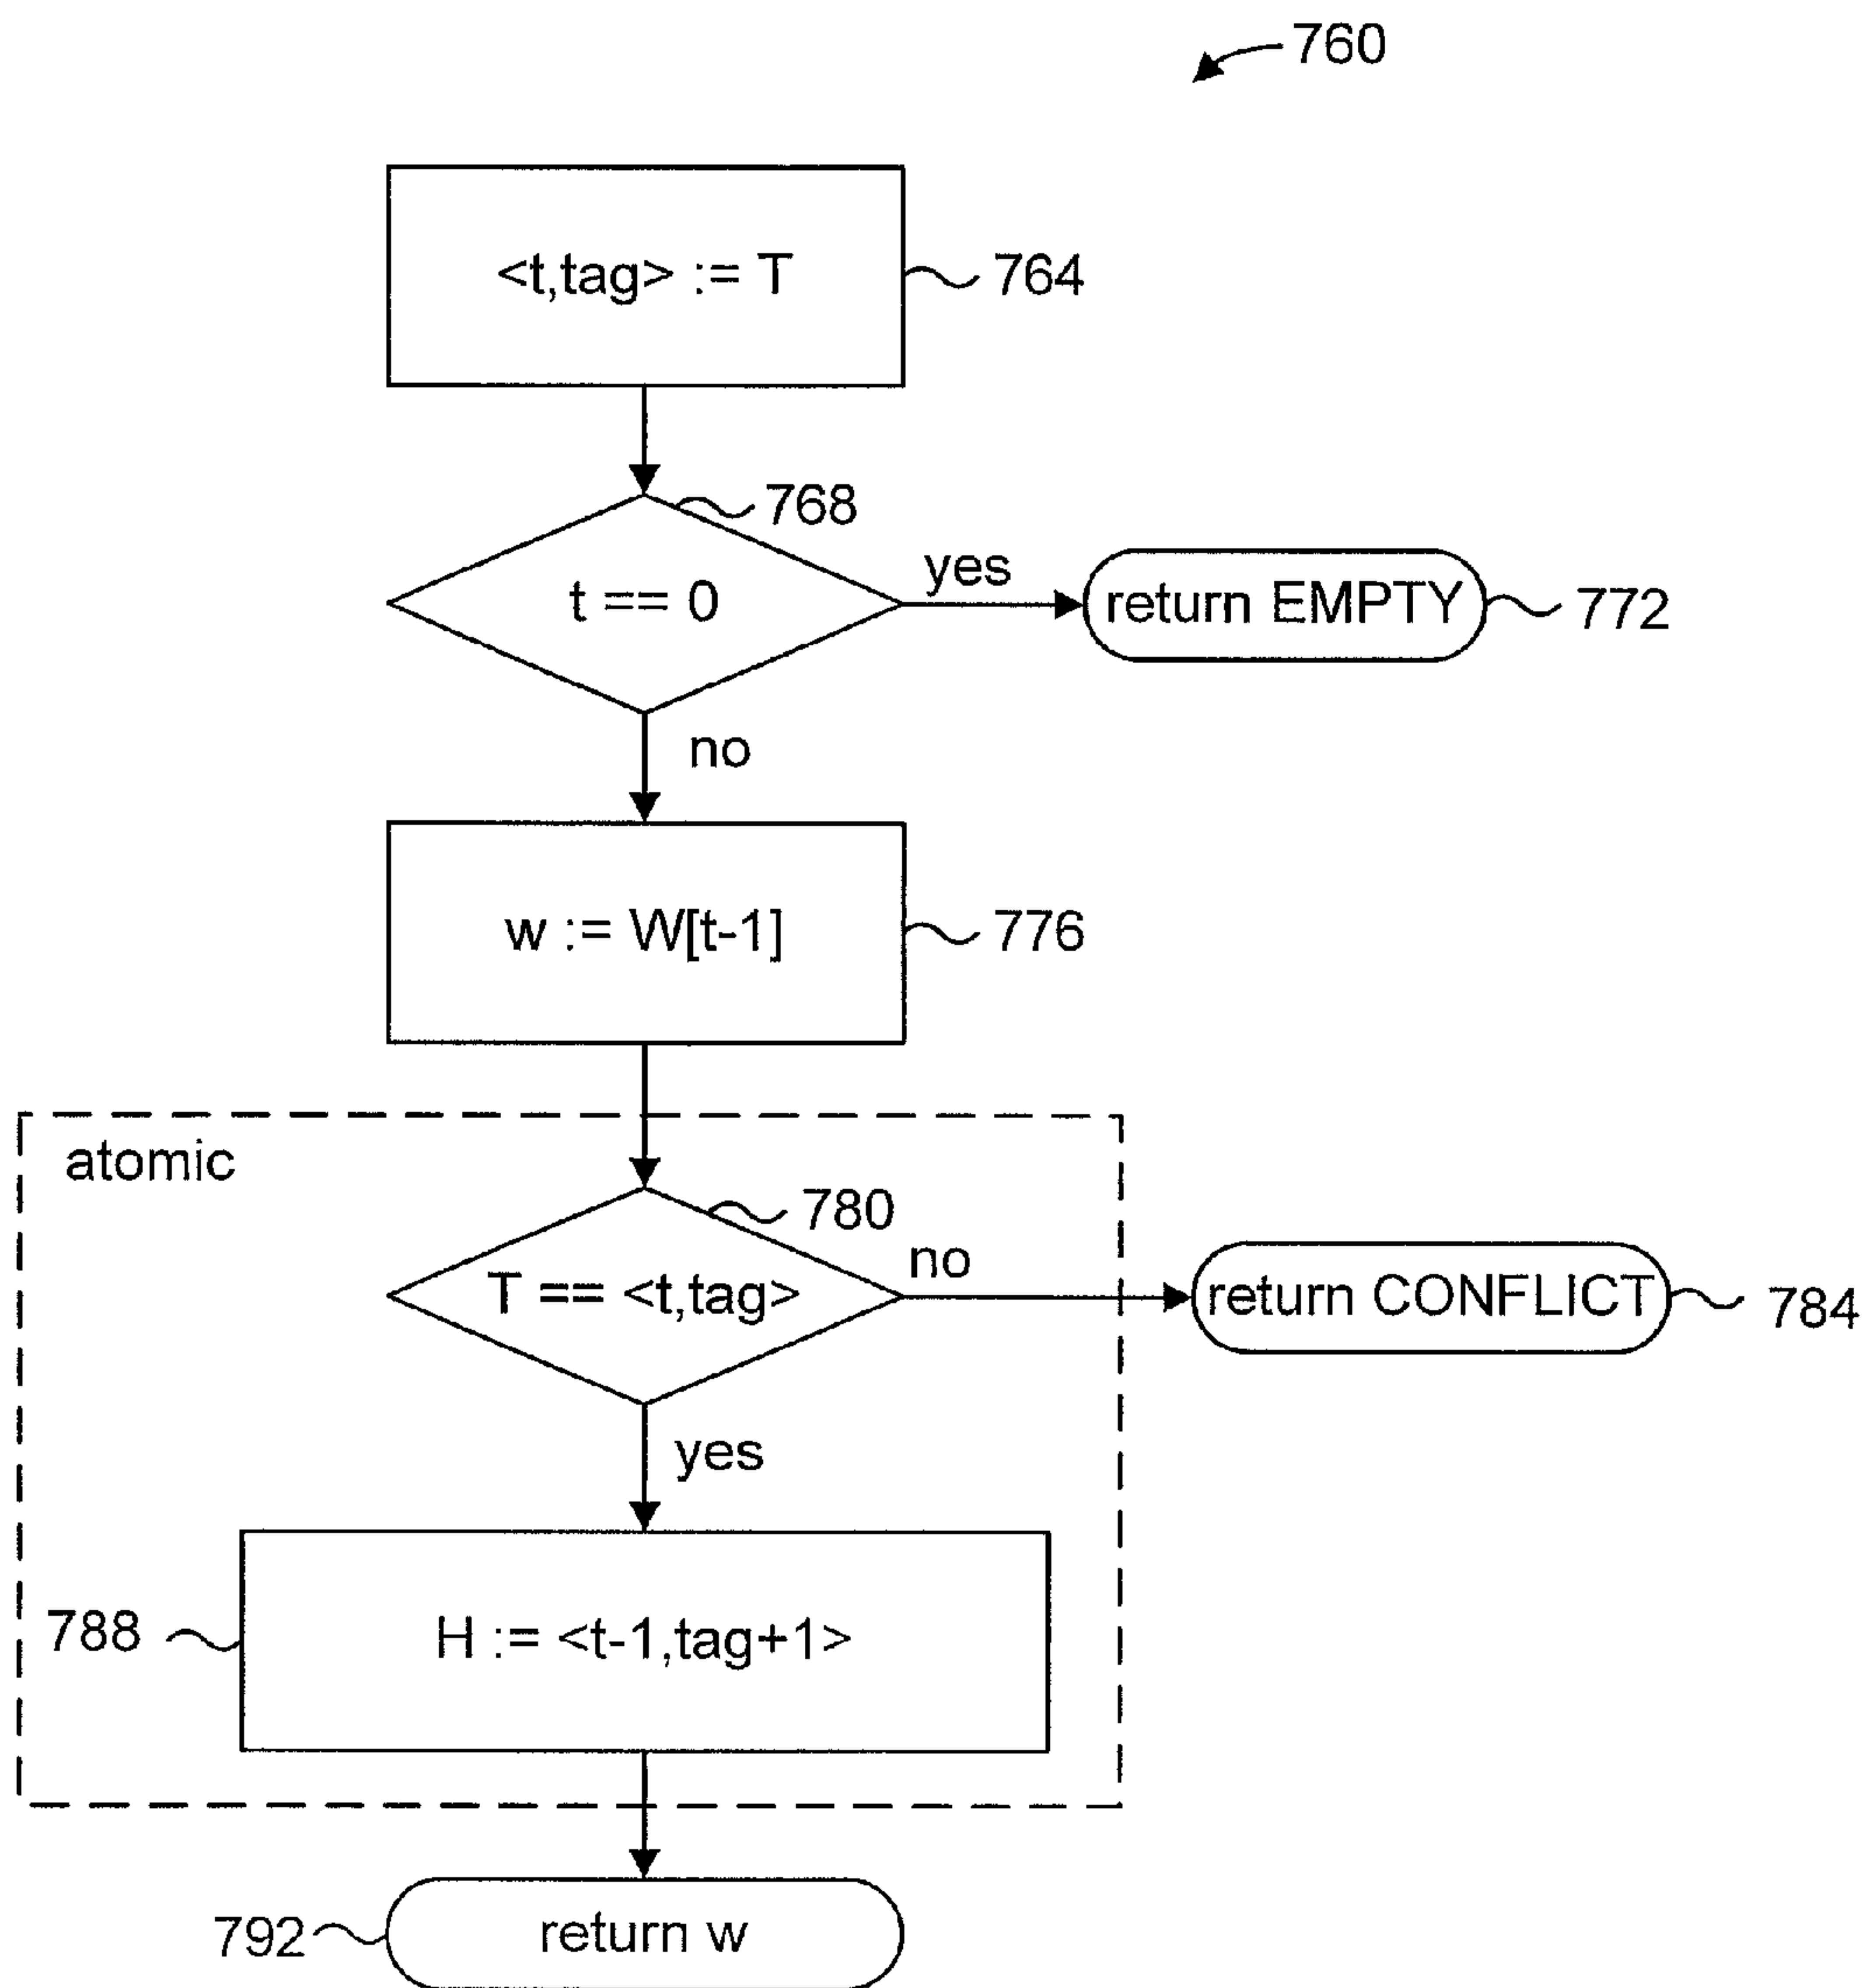 760
<t,tag> := T
764
768
t == 0
yes
return EMPTY
772
no
w := W[t-1]
776
atomic
780
T == <t,tag>
no
return CONFLICT
784
yes
788
H := <t-1,tag+1>
792
return w